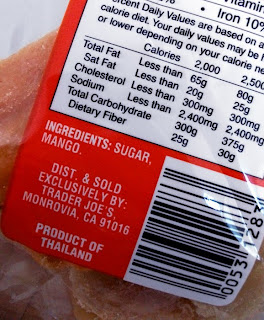 Vitamin
% • Iron 10%
Percent Daily Values are based on a
calorie diet. Your daily values may be h
or lower depending on your calorie ne
Calories 2,000 2,500
Total Fat Less than 65g 80g
Sat Fat Less than 20g 25g
Cholesterol Less than 300mg 300mg
Sodium Less than 2,400mg 2,400mg
Total Carbohydrate 300g 375g
Dietary Fiber 25g 30g
INGREDIENTS: SUGAR,
MANGO.
DIST. & SOLD
EXCLUSIVELY BY:
TRADER JOE'S,
MONROVIA, CA 91016
PRODUCT OF
THAILAND